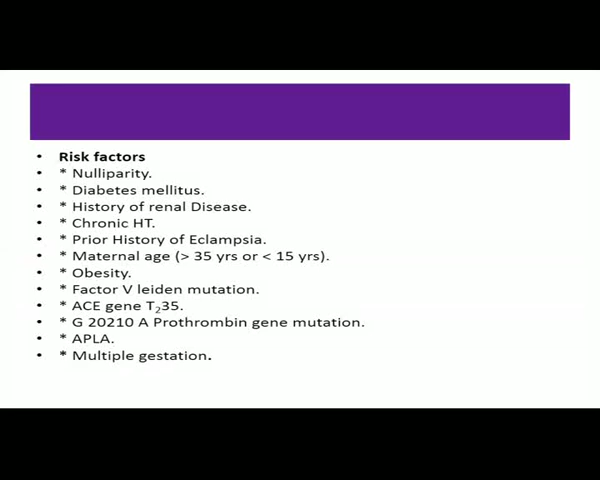 • Risk factors
• * Nulliparity.
• * Diabetes mellitus.
• * History of renal Disease.
• * Chronic HT.
• * Prior History of Eclampsia.
• * Maternal age (> 35 yrs or < 15 yrs).
• * Obesity.
• * Factor V leiden mutation.
• * ACE gene T₂35.
• * G 20210 A Prothrombin gene mutation.
• * APLA.
• * Multiple gestation.